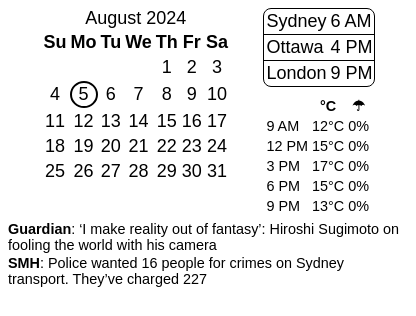 August 2024
Su Mo Tu We Th Fr Sa
1 2 3
4 5 6 7 8 9 10
11 12 13 14 15 16 17
18 19 20 21 22 23 24
25 26 27 28 29 30 31
Sydney 6 AM
Ottawa 4 PM
London 9 PM
°C ☂
9 AM 12°C 0%
12 PM 15°C 0%
3 PM 17°C 0%
6 PM 15°C 0%
9 PM 13°C 0%
Guardian: ‘I make reality out of fantasy’: Hiroshi Sugimoto on
fooling the world with his camera
SMH: Police wanted 16 people for crimes on Sydney
transport. They’ve charged 227